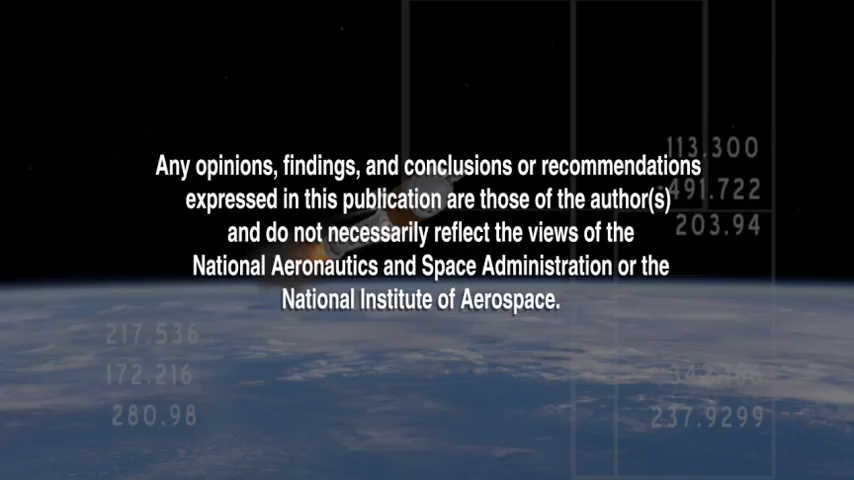 Any opinions, findings, and conclusions or recommendations
expressed in this publication are those of the author(s)
and do not necessarily reflect the views of the
National Aeronautics and Space Administration or the
National Institute of Aerospace.
113.300
491.722
203.94
217.536
172.216
280.98
237.9299